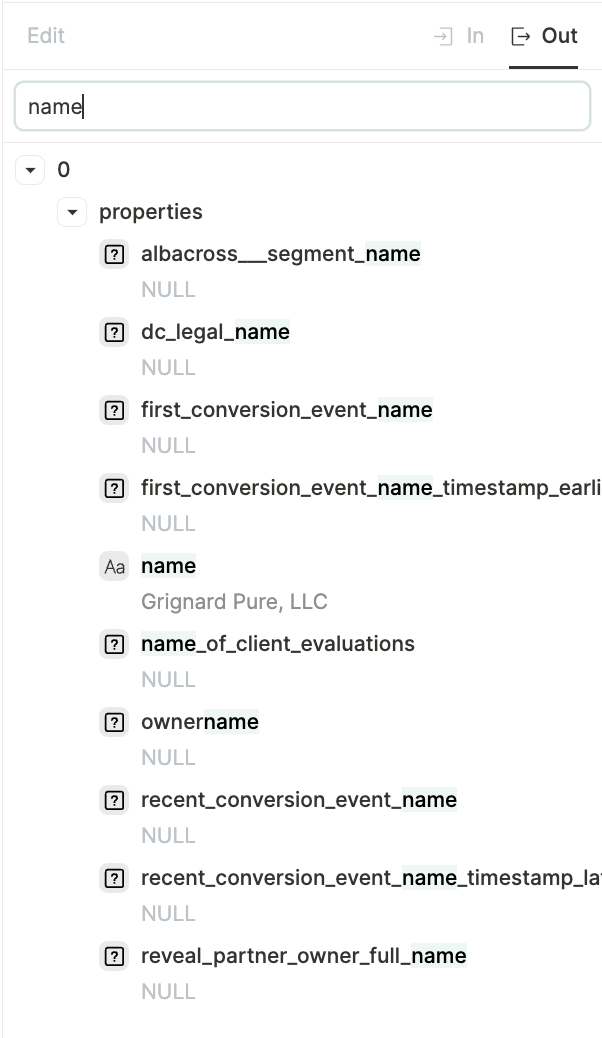 Edit In Out
name
0
properties
albacross___segment_name
NULL
dc_legal_name
NULL
first_conversion_event_name
NULL
first_conversion_event_name_timestamp_earli
NULL
Aa name
Grignard Pure, LLC
name_of_client_evaluations
NULL
ownername
NULL
recent_conversion_event_name
NULL
recent_conversion_event_name_timestamp_la
NULL
reveal_partner_owner_full_name
NULL